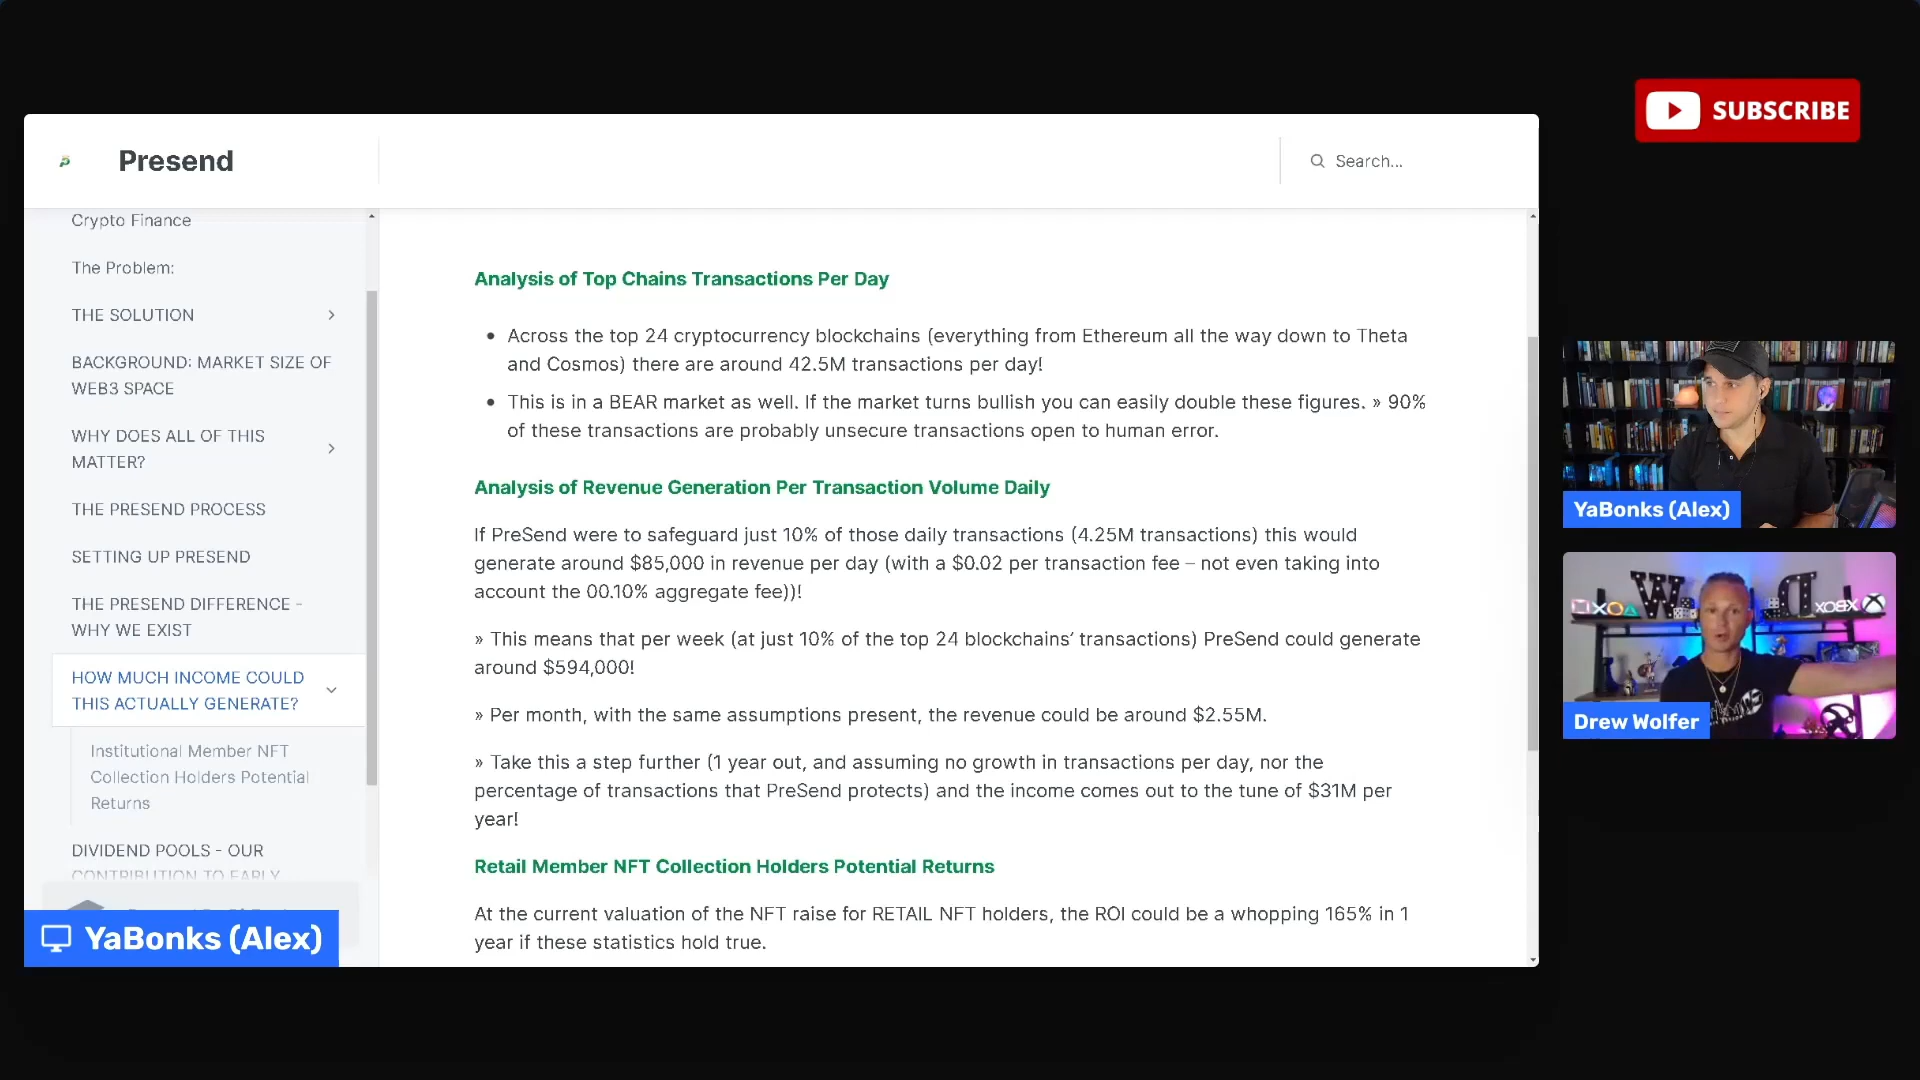 SUBSCRIBE
Presend
Search...
Crypto Finance
The Problem:
THE SOLUTION
BACKGROUND: MARKET SIZE OF
WEB3 SPACE
WHY DOES ALL OF THIS
MATTER?
THE PRESEND PROCESS
SETTING UP PRESEND
THE PRESEND DIFFERENCE -
WHY WE EXIST
HOW MUCH INCOME COULD
THIS ACTUALLY GENERATE?
Institutional Member NFT
Collection Holders Potential
Returns
DIVIDEND POOLS - OUR
CONTRIBUTION TO EARLY
YaBonks (Alex)
Analysis of Top Chains Transactions Per Day
• Across the top 24 cryptocurrency blockchains (everything from Ethereum all the way down to Theta
and Cosmos) there are around 42.5M transactions per day!
• This is in a BEAR market as well. If the market turns bullish you can easily double these figures. » 90%
of these transactions are probably unsecure transactions open to human error.
Analysis of Revenue Generation Per Transaction Volume Daily
If PreSend were to safeguard just 10% of those daily transactions (4.25M transactions) this would
generate around $85,000 in revenue per day (with a $0.02 per transaction fee – not even taking into
account the 00.10% aggregate fee))!
» This means that per week (at just 10% of the top 24 blockchains’ transactions) PreSend could generate
around $594,000!
» Per month, with the same assumptions present, the revenue could be around $2.55M.
» Take this a step further (1 year out, and assuming no growth in transactions per day, nor the
percentage of transactions that PreSend protects) and the income comes out to the tune of $31M per
year!
Retail Member NFT Collection Holders Potential Returns
At the current valuation of the NFT raise for RETAIL NFT holders, the ROI could be a whopping 165% in 1
year if these statistics hold true.
YaBonks (Alex)
W
D
XBOX
Drew Wolfer